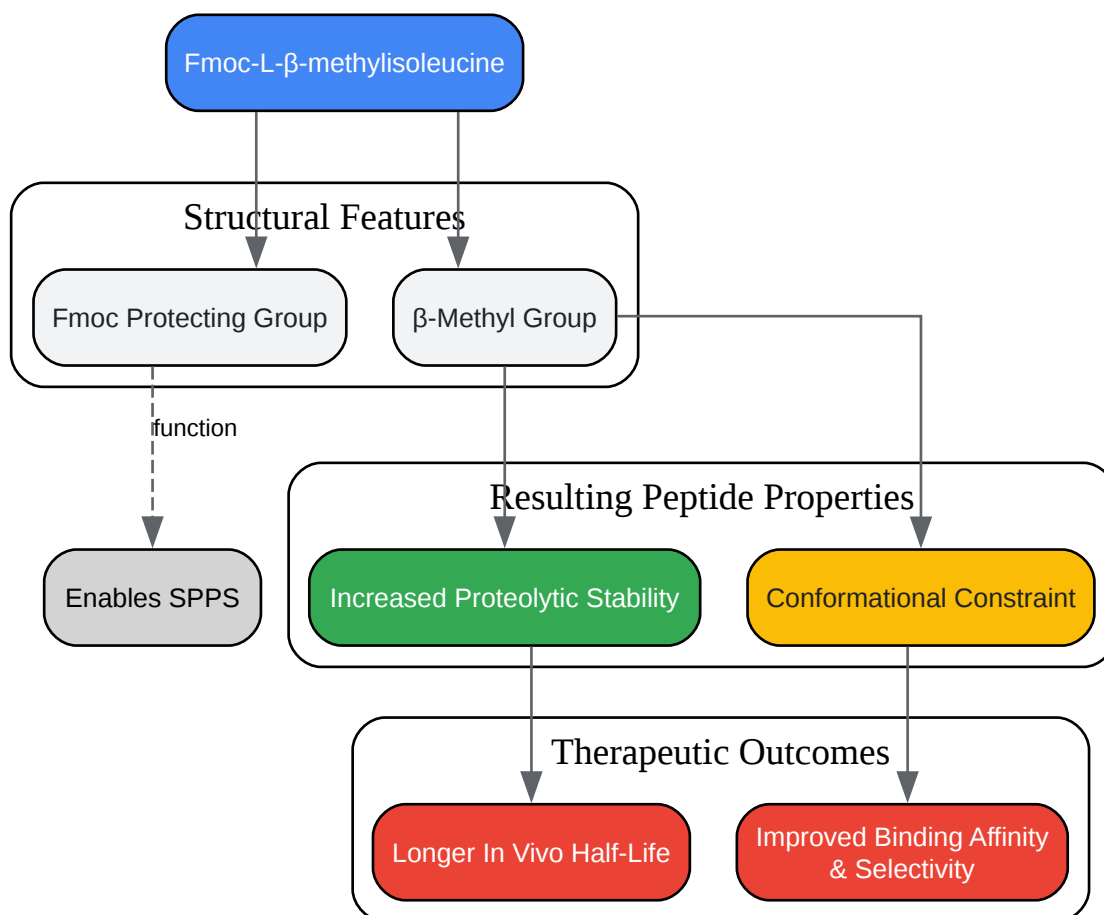 Fmoc-L-β-methylisoleucine
Structural Features
Fmoc Protecting Group
β-Methyl Group
function
Resulting Peptide Properties
Enables SPPS
Increased Proteolytic Stability
Conformational Constraint
Therapeutic Outcomes
Longer In Vivo Half-Life
Improved Binding Affinity
& Selectivity